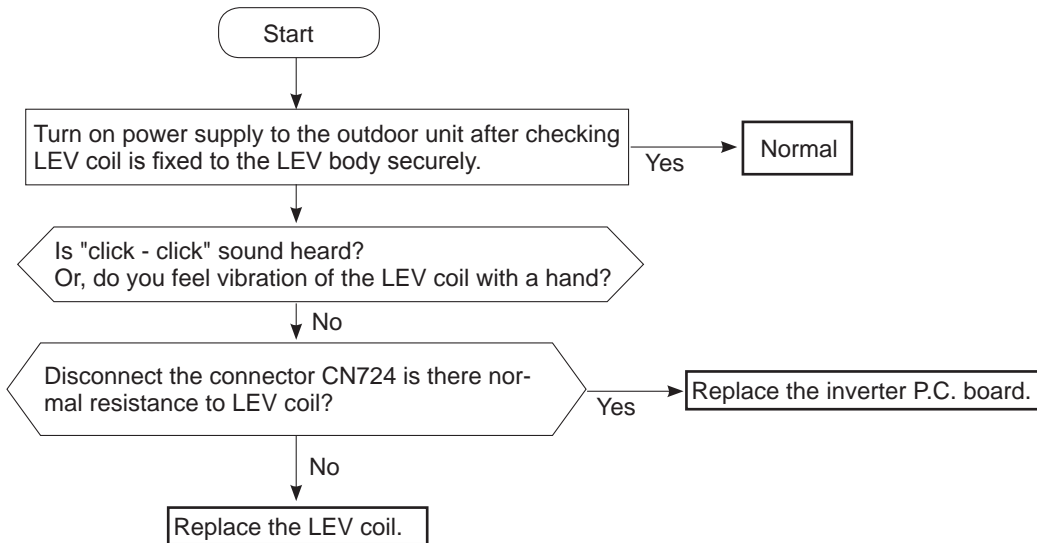 Start
Turn on power supply to the outdoor unit after checking
LEV coil is fixed to the LEV body securely.
Yes
Normal
Is "click - click" sound heard?
Or, do you feel vibration of the LEV coil with a hand?
No
Disconnect the connector CN724 is there nor-
mal resistance to LEV coil?
Yes
Replace the inverter P.C. board.
No
Replace the LEV coil.